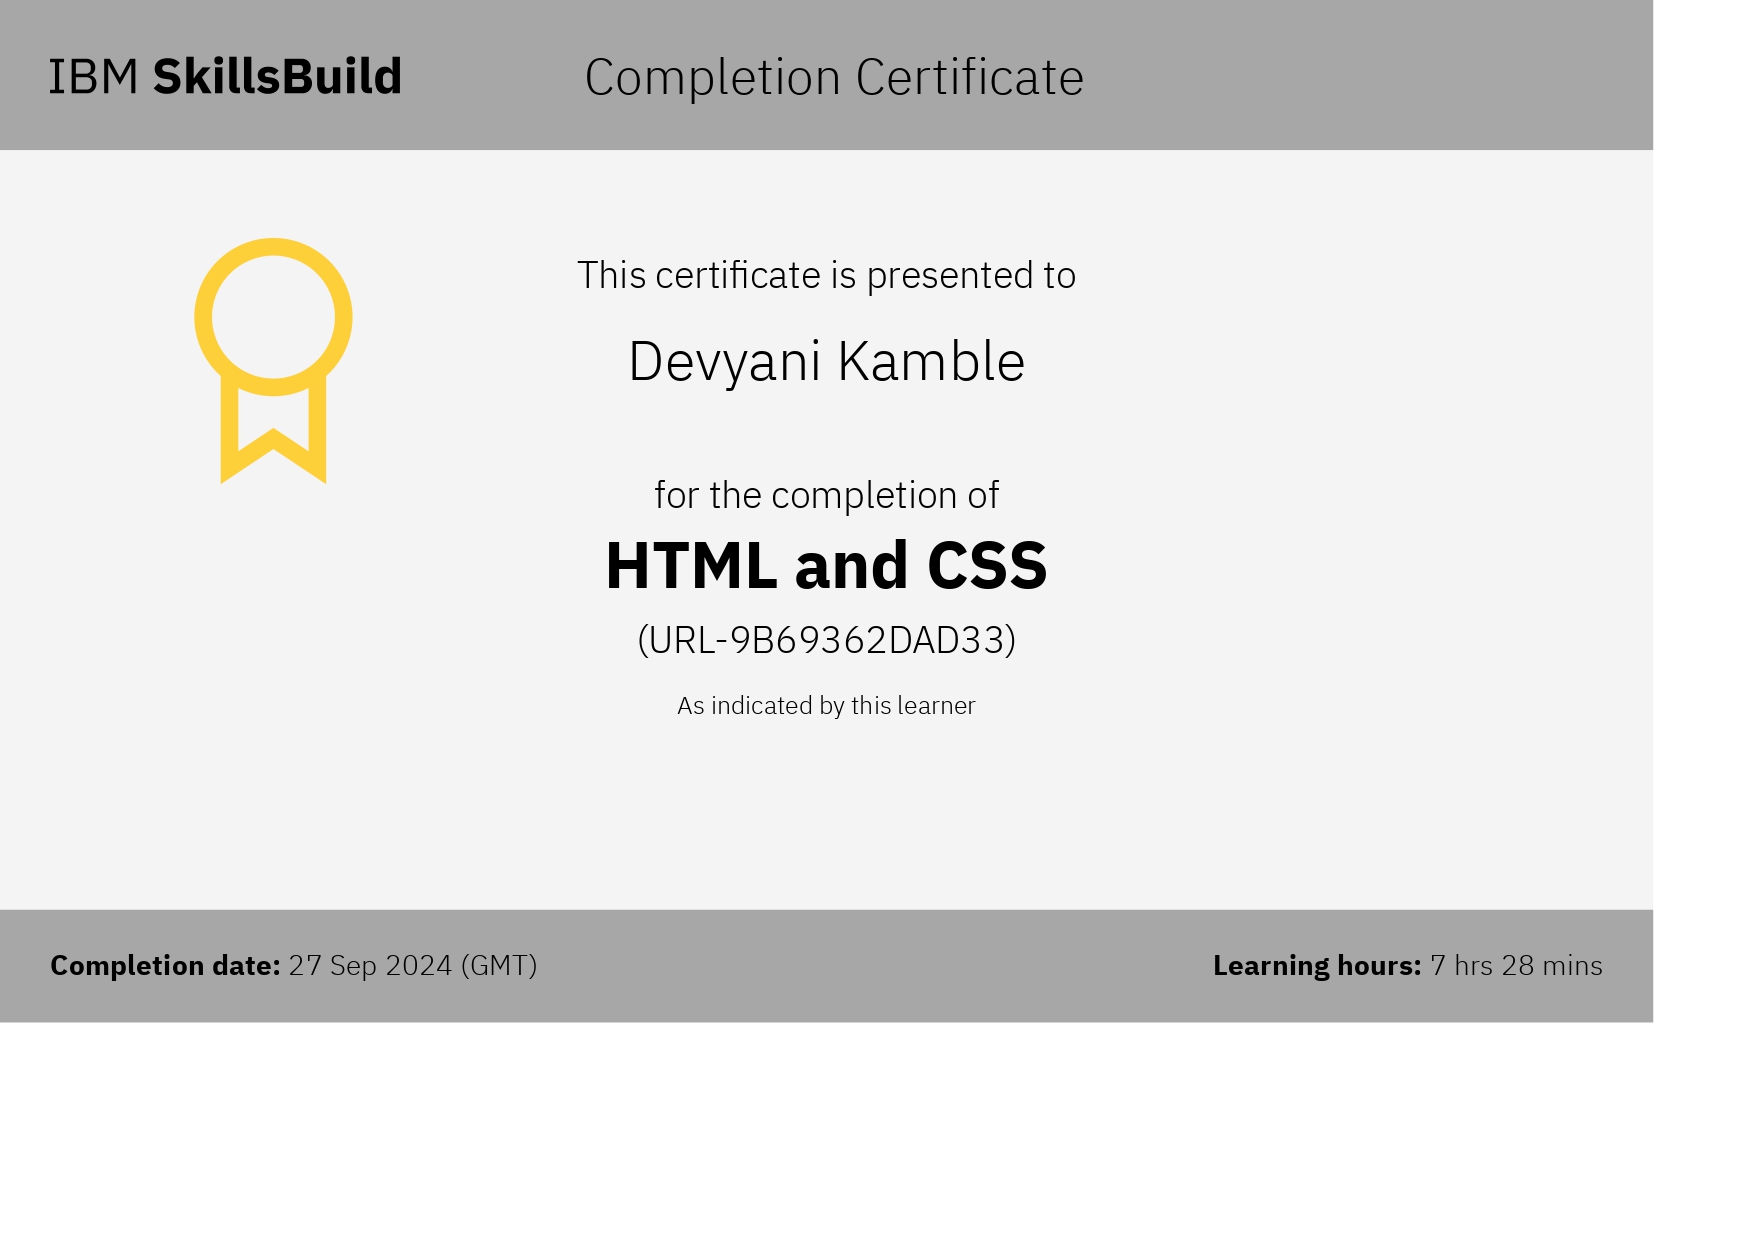 IBM SkillsBuild
Completion Certificate
This certificate is presented to
Devyani Kamble
for the completion of
HTML and CSS
(URL-9B69362DAD33)
As indicated by this learner
Completion date: 27 Sep 2024 (GMT)
Learning hours: 7 hrs 28 mins